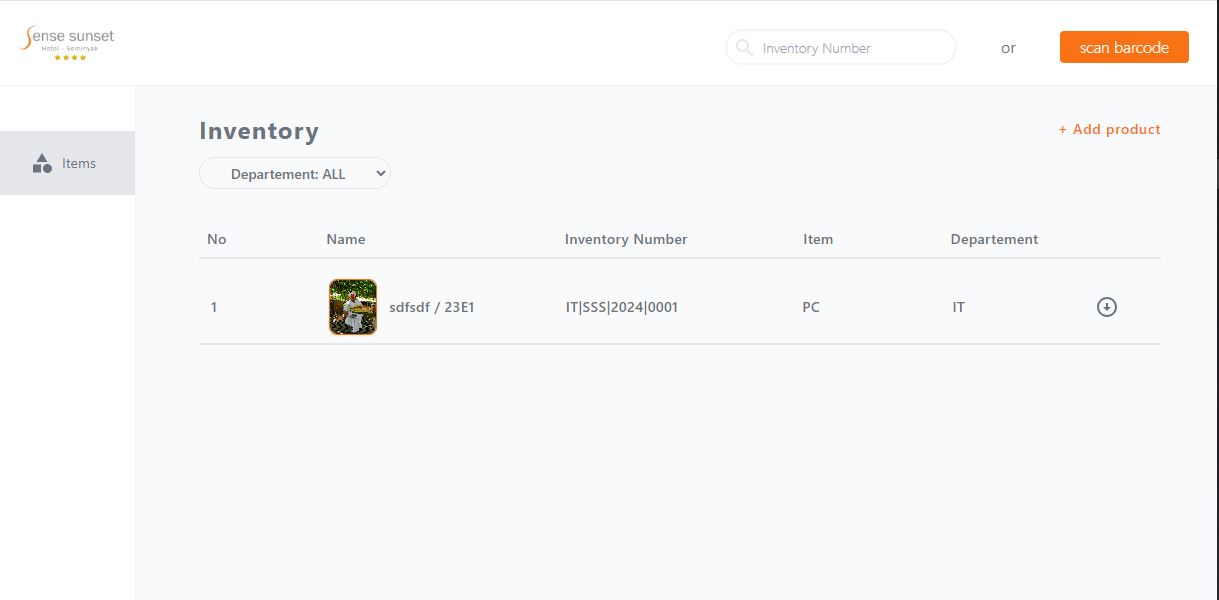 Sense sunset
Hotel - Seminyak
Inventory Number
or
scan barcode
Items
Inventory
+ Add product
Departement: ALL
No Name Inventory Number Item Departement
1 sdfsdf / 23E1 IT|SSS|2024|0001 PC IT